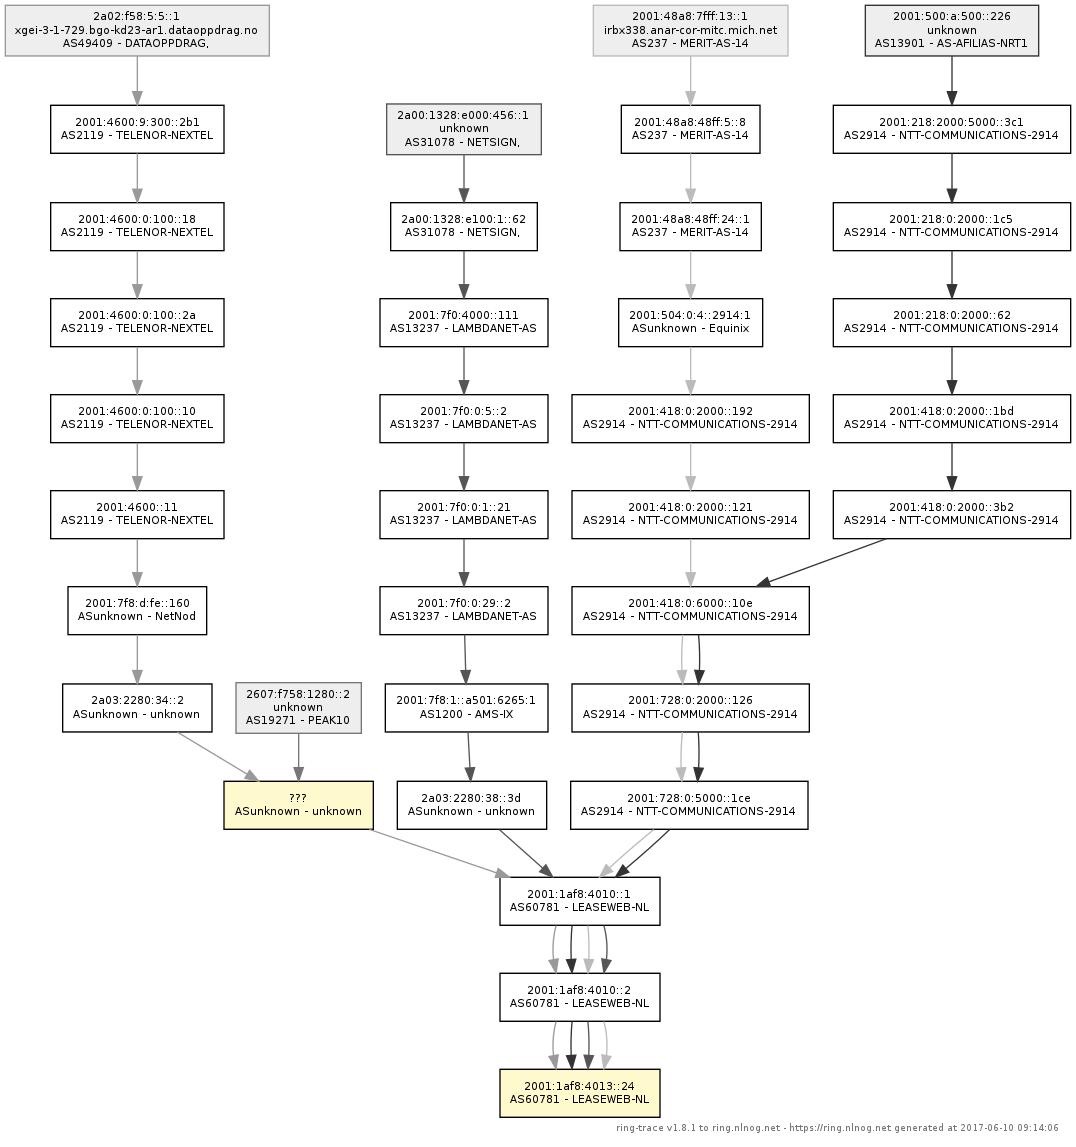 2a02:f58:5:5::1
xgei-3-1-729.bgo-kd23-ar1.dataoppdrag.no
AS49409 - DATAOPPDRAG,
2001:48a8:7fff:13::1
irbx338.anar-cor-mitc.mich.net
AS237 - MERIT-AS-14
2001:500:a:500::226
unknown
AS13901 - AS-AFILIAS-NRT1
2001:4600:9:300::2b1
AS2119 - TELENOR-NEXTEL
2a00:1328:e000:456::1
unknown
AS31078 - NETSIGN,
2001:48a8:48ff:5::8
AS237 - MERIT-AS-14
2001:218:2000:5000::3c1
AS2914 - NTT-COMMUNICATIONS-2914
2001:4600:0:100::18
AS2119 - TELENOR-NEXTEL
2a00:1328:e100:1::62
AS31078 - NETSIGN,
2001:48a8:48ff:24::1
AS237 - MERIT-AS-14
2001:218:0:2000::1c5
AS2914 - NTT-COMMUNICATIONS-2914
2001:4600:0:100::2a
AS2119 - TELENOR-NEXTEL
2001:7f0:4000::111
AS13237 - LAMBDANET-AS
2001:504:0:4::2914:1
ASunknown - Equinix
2001:218:0:2000::62
AS2914 - NTT-COMMUNICATIONS-2914
2001:4600:0:100::10
AS2119 - TELENOR-NEXTEL
2001:7f0:0:5::2
AS13237 - LAMBDANET-AS
2001:418:0:2000::192
AS2914 - NTT-COMMUNICATIONS-2914
2001:418:0:2000::1bd
AS2914 - NTT-COMMUNICATIONS-2914
2001:4600::11
AS2119 - TELENOR-NEXTEL
2001:7f0:0:1::21
AS13237 - LAMBDANET-AS
2001:418:0:2000::121
AS2914 - NTT-COMMUNICATIONS-2914
2001:418:0:2000::3b2
AS2914 - NTT-COMMUNICATIONS-2914
2001:7f8:d:fe::160
ASunknown - NetNod
2001:7f0:0:29::2
AS13237 - LAMBDANET-AS
2001:418:0:6000::10e
AS2914 - NTT-COMMUNICATIONS-2914
2a03:2280:34::2
ASunknown - unknown
2607:f758:1280::2
unknown
AS19271 - PEAK10
2001:7f8:1::a501:6265:1
AS1200 - AMS-IX
2001:728:0:2000::126
AS2914 - NTT-COMMUNICATIONS-2914
???
ASunknown - unknown
2a03:2280:38::3d
ASunknown - unknown
2001:728:0:5000::1ce
AS2914 - NTT-COMMUNICATIONS-2914
2001:1af8:4010::1
AS60781 - LEASEWEB-NL
2001:1af8:4010::2
AS60781 - LEASEWEB-NL
2001:1af8:4013::24
AS60781 - LEASEWEB-NL
ring-trace v1.8.1 to ring.nlnog.net - https://ring.nlnog.net generated at 2017-06-10 09:14:06